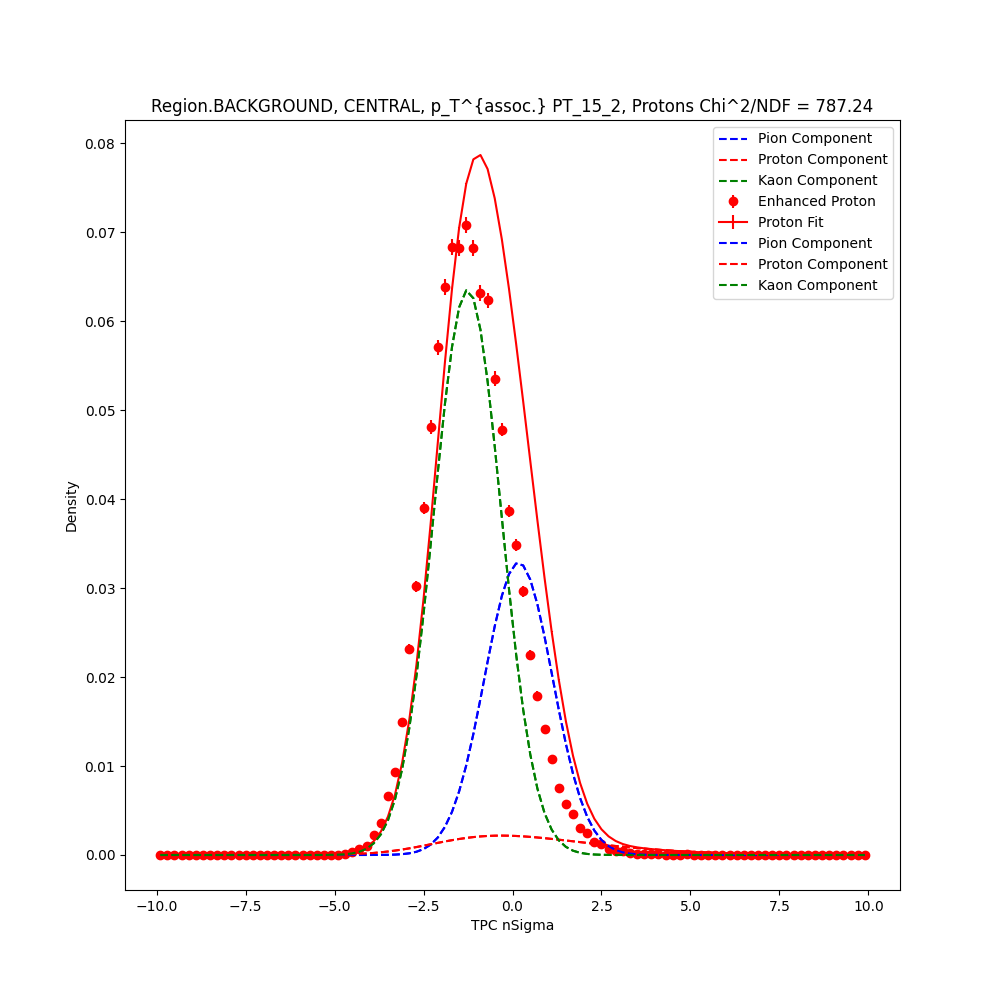 Region.BACKGROUND, CENTRAL, p_T^{assoc.} PT_15_2, Protons Chi^2/NDF = 787.24
Pion Component
Proton Component
Kaon Component
Enhanced Proton
Proton Fit
Pion Component
Proton Component
Kaon Component
0.08
0.07
0.06
0.05
0.04
0.03
0.02
0.01
0.00
Density
−10.0 −7.5 −5.0 −2.5 0.0 2.5 5.0 7.5 10.0
TPC nSigma